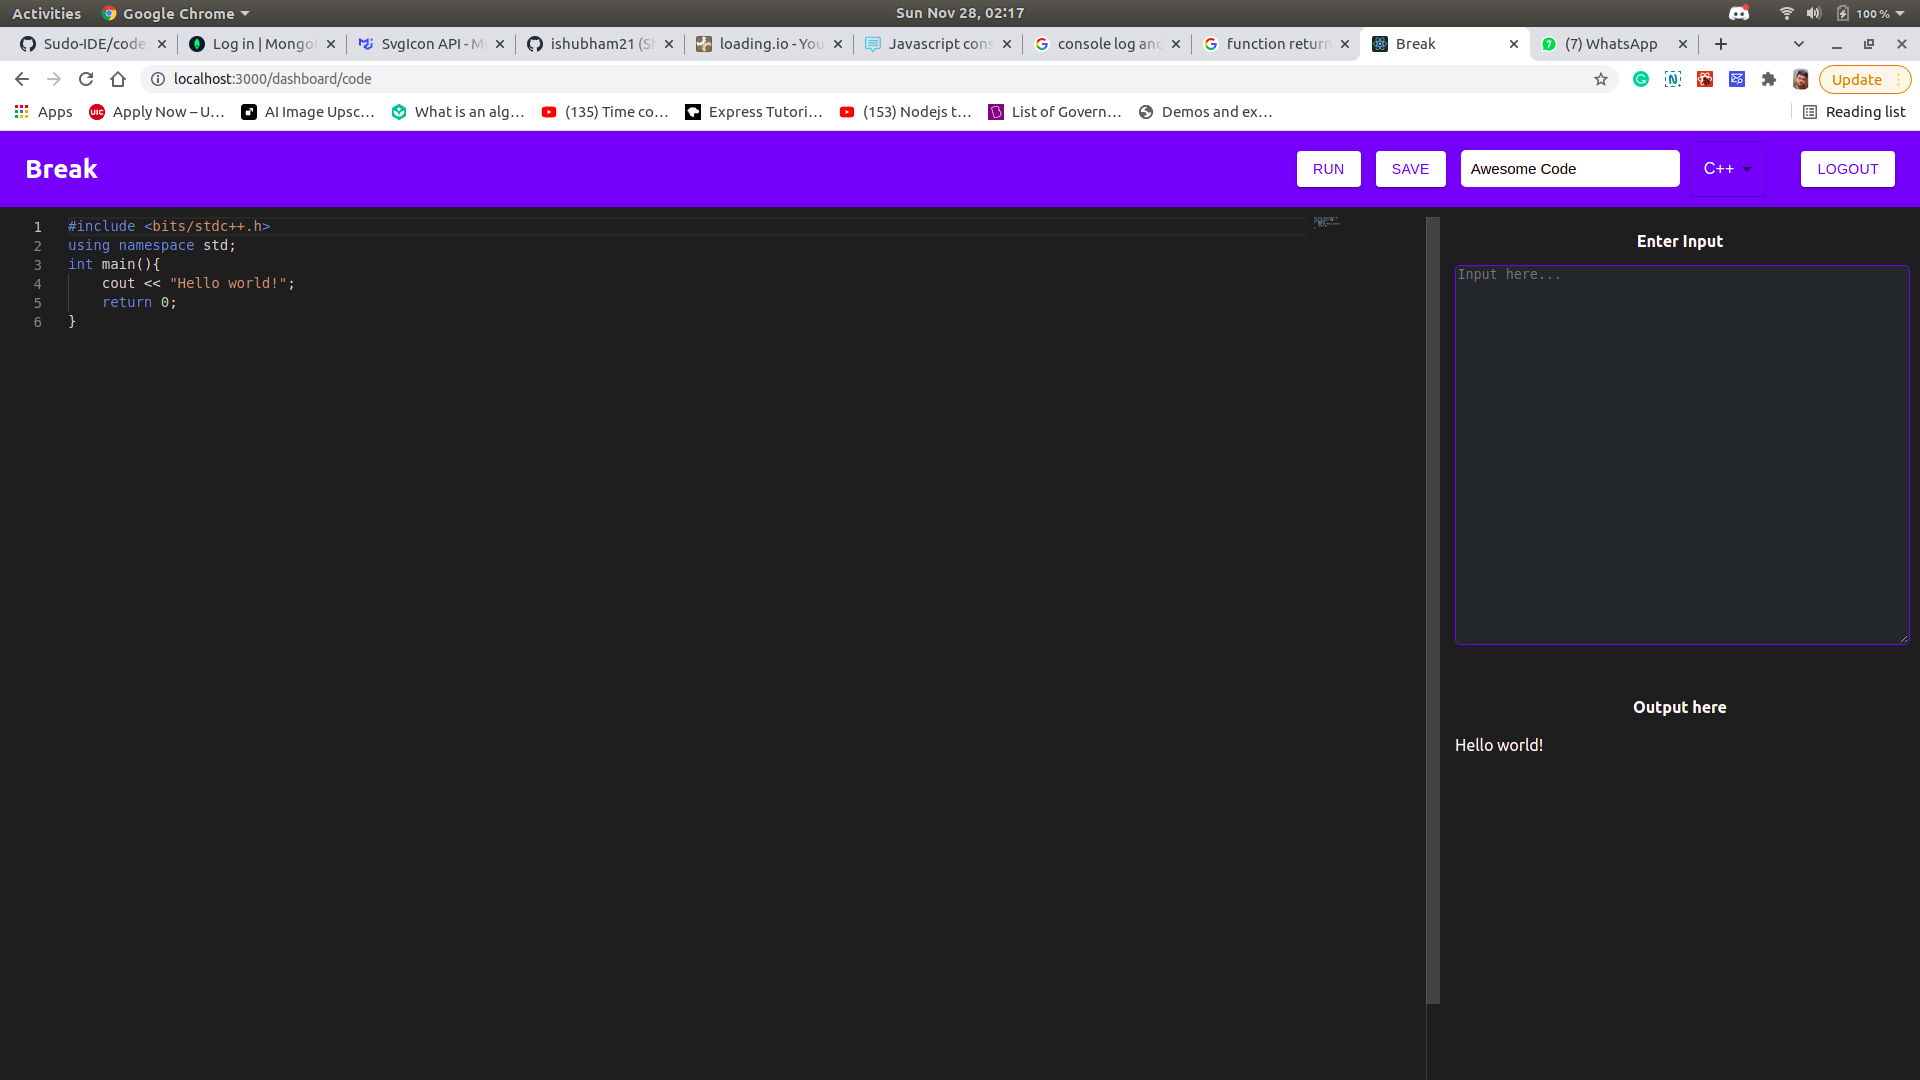 Activities Google Chrome Sun Nov 28, 02:17 100 %
Sudo-IDE/code Log in | Mongo SvgIcon API - M ishubham21 (S loading.io - You Javascript cons console log and function return Break (7) WhatsApp
localhost:3000/dashboard/code Update
Apps Apply Now – U… AI Image Upsc… What is an alg… (135) Time co… Express Tutori… (153) Nodejs t… List of Govern… Demos and ex… Reading list
Break RUN SAVE Awesome Code C++ LOGOUT
1 #include <bits/stdc++.h>
2 using namespace std;
3 int main(){
4 cout << "Hello world!";
5 return 0;
6 }
Enter Input
Input here...
Output here
Hello world!